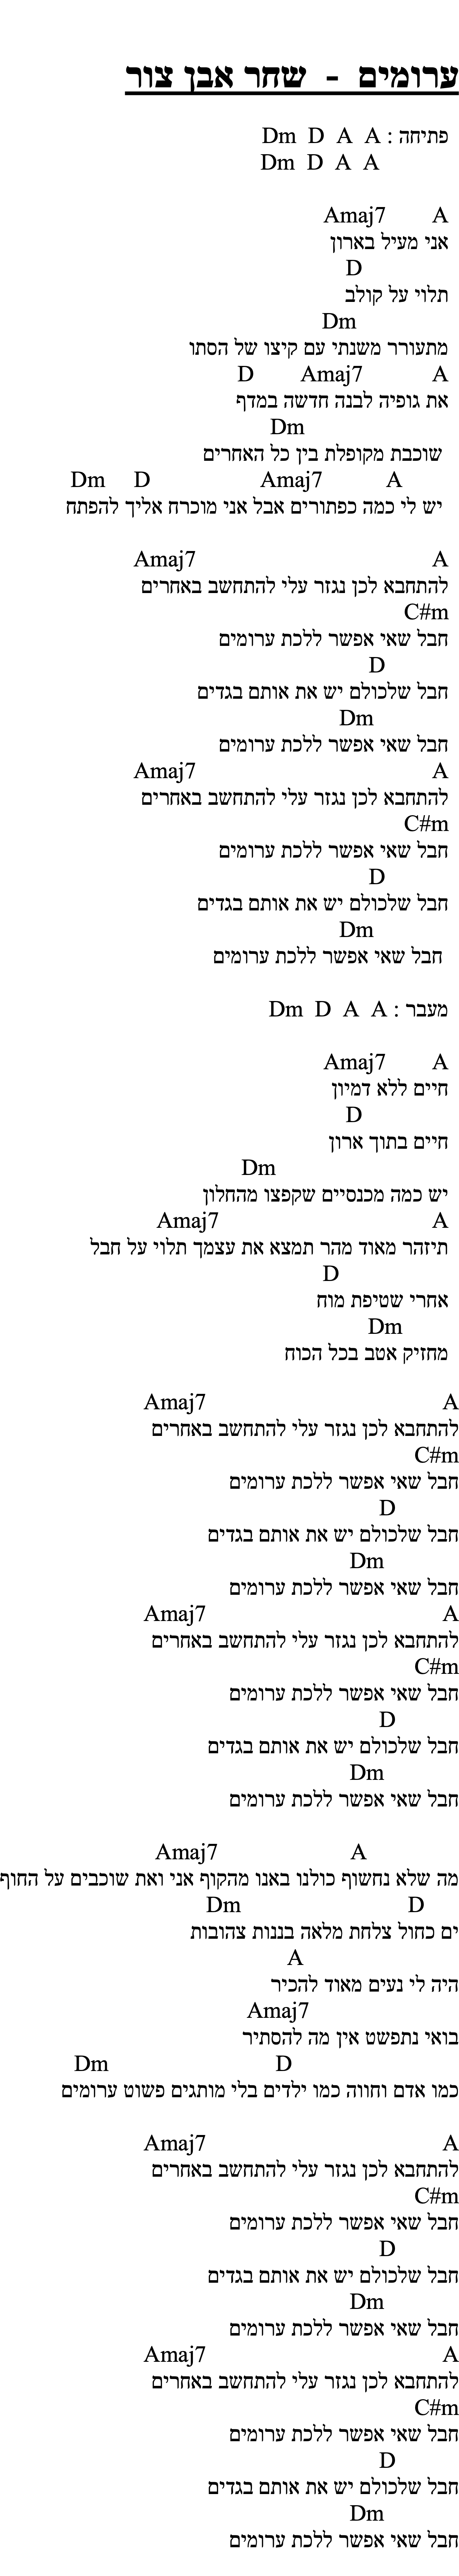 ערומים - שחר אבן צור
פתיחה : Dm D A A
Dm D A A
Amaj7 A
אני מעיל בארון
D
תלוי על קולב
Dm
מתעורר משנתי עם קיצו של הסתו
D Amaj7 A
את גופיה לבנה חדשה במדף
Dm
שוכבת מקופלת בין כל האחרים
Dm D Amaj7 A
יש לי כמה כפתורים אבל אני מוכרח אליך להפתח
Amaj7 A
להתחבא לכן נגזר עלי להתחשב באחרים
C#m
חבל שאי אפשר ללכת ערומים
D
חבל שלכולם יש את אותם בגדים
Dm
חבל שאי אפשר ללכת ערומים
Amaj7 A
להתחבא לכן נגזר עלי להתחשב באחרים
C#m
חבל שאי אפשר ללכת ערומים
D
חבל שלכולם יש את אותם בגדים
Dm
חבל שאי אפשר ללכת ערומים
מעבר : Dm D A A
Amaj7 A
חיים ללא דמיון
D
חיים בתוך ארון
Dm
יש כמה מכנסיים שקפצו מהחלון
Amaj7 A
תיזהר מאוד מהר תמצא את עצמך תלוי על חבל
D
אחרי שטיפת מוח
Dm
מחזיק אטב בכל הכוח
Amaj7 A
להתחבא לכן נגזר עלי להתחשב באחרים
C#m
חבל שאי אפשר ללכת ערומים
D
חבל שלכולם יש את אותם בגדים
Dm
חבל שאי אפשר ללכת ערומים
Amaj7 A
להתחבא לכן נגזר עלי להתחשב באחרים
C#m
חבל שאי אפשר ללכת ערומים
D
חבל שלכולם יש את אותם בגדים
Dm
חבל שאי אפשר ללכת ערומים
Amaj7 A
מה שלא נחשוף כולנו באנו מהקוף אני ואת שוכבים על החוף
Dm D
ים כחול צלחת מלאה בננות צהובות
A
היה לי נעים מאוד להכיר
Amaj7
בואי נתפשט אין מה להסתיר
Dm D
כמו אדם וחווה כמו ילדים בלי מותגים פשוט ערומים
Amaj7 A
להתחבא לכן נגזר עלי להתחשב באחרים
C#m
חבל שאי אפשר ללכת ערומים
D
חבל שלכולם יש את אותם בגדים
Dm
חבל שאי אפשר ללכת ערומים
Amaj7 A
להתחבא לכן נגזר עלי להתחשב באחרים
C#m
חבל שאי אפשר ללכת ערומים
D
חבל שלכולם יש את אותם בגדים
Dm
חבל שאי אפשר ללכת ערומים